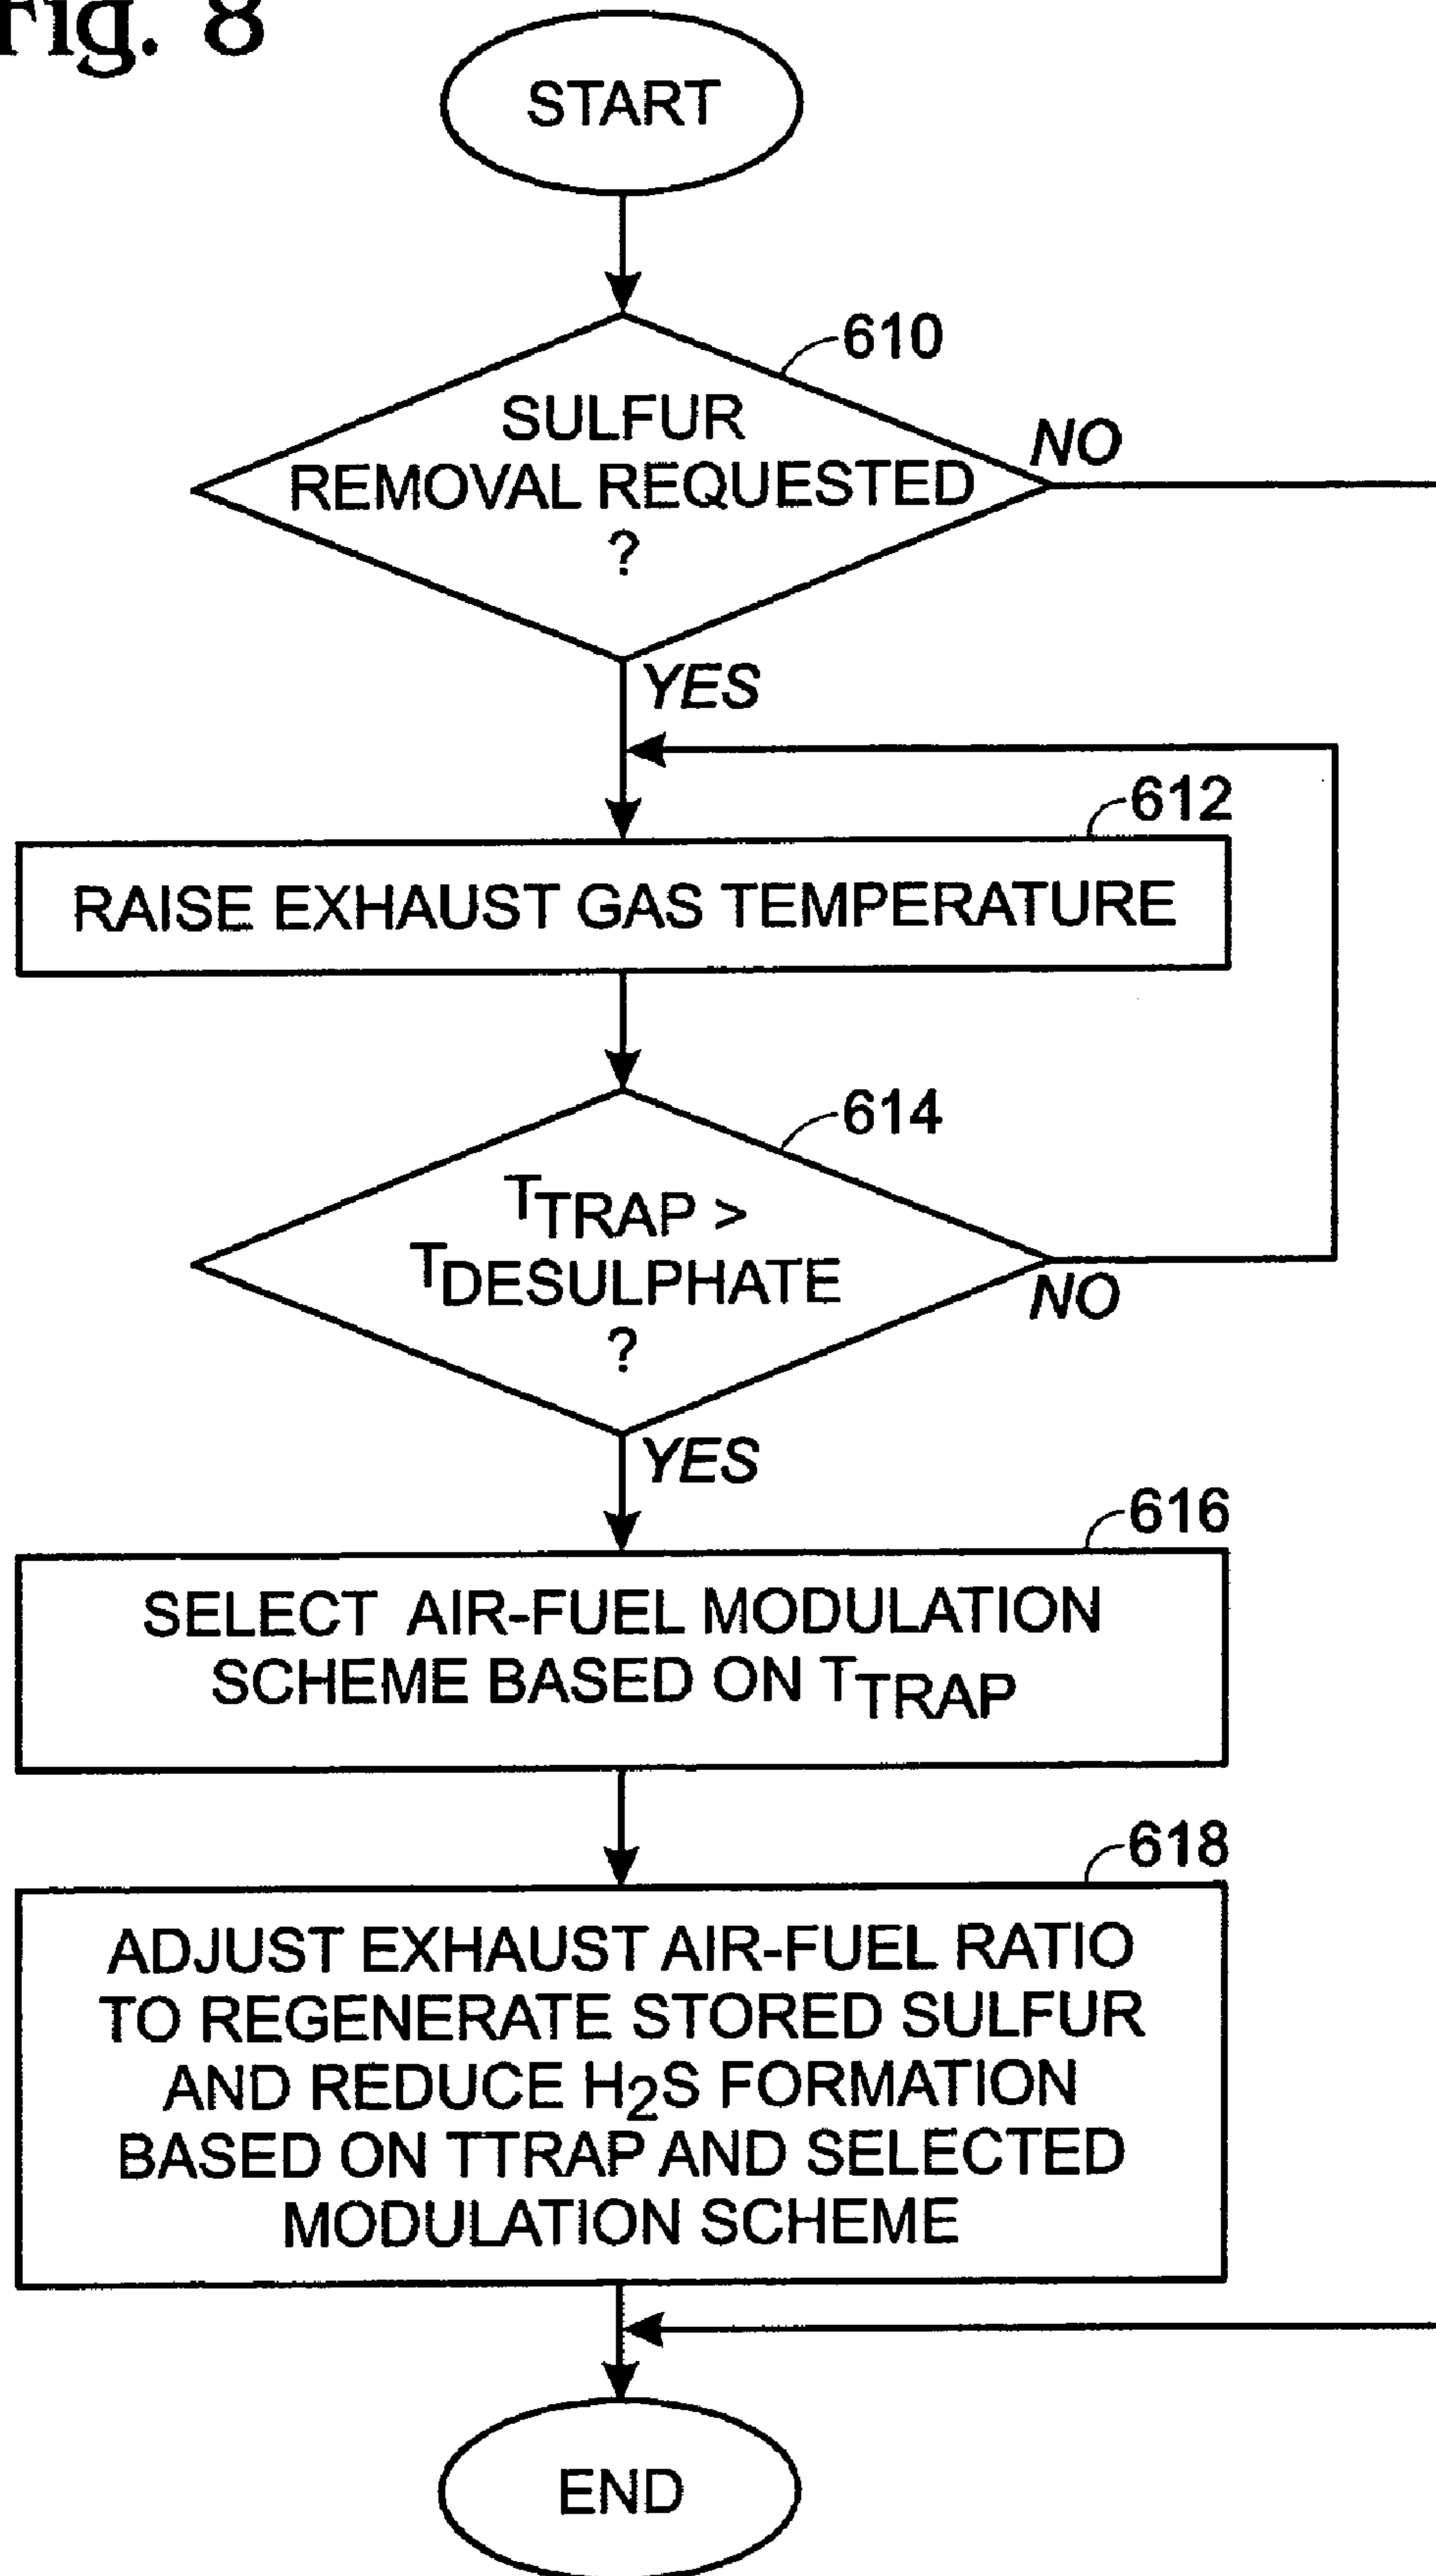 Fig. 8
START
610
SULFUR
REMOVAL REQUESTED
?
NO
YES
612
RAISE EXHAUST GAS TEMPERATURE
614
TTRAP >
TDESULPHATE
?
NO
YES
616
SELECT AIR-FUEL MODULATION
SCHEME BASED ON TTRAP
618
ADJUST EXHAUST AIR-FUEL RATIO
TO REGENERATE STORED SULFUR
AND REDUCE H2S FORMATION
BASED ON TTRAP AND SELECTED
MODULATION SCHEME
END